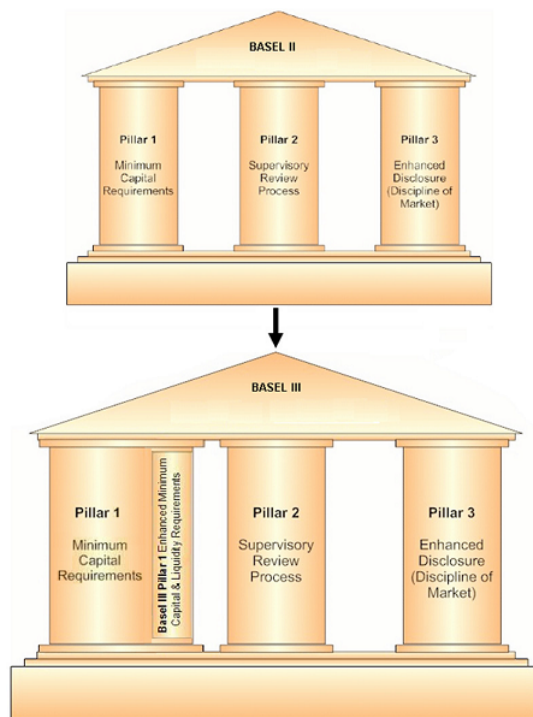 BASEL II
Pillar 1
Minimum
Capital
Requirements
Pillar 2
Supervisory
Review
Process
Pillar 3
Enhanced
Disclosure
(Discipline of
Market)
BASEL III
Pillar 1
Minimum
Capital
Requirements
Basel III Pillar 1 Enhanced Minimum
Capital & Liquidity Requirements
Pillar 2
Supervisory
Review
Process
Pillar 3
Enhanced
Disclosure
(Discipline of
Market)